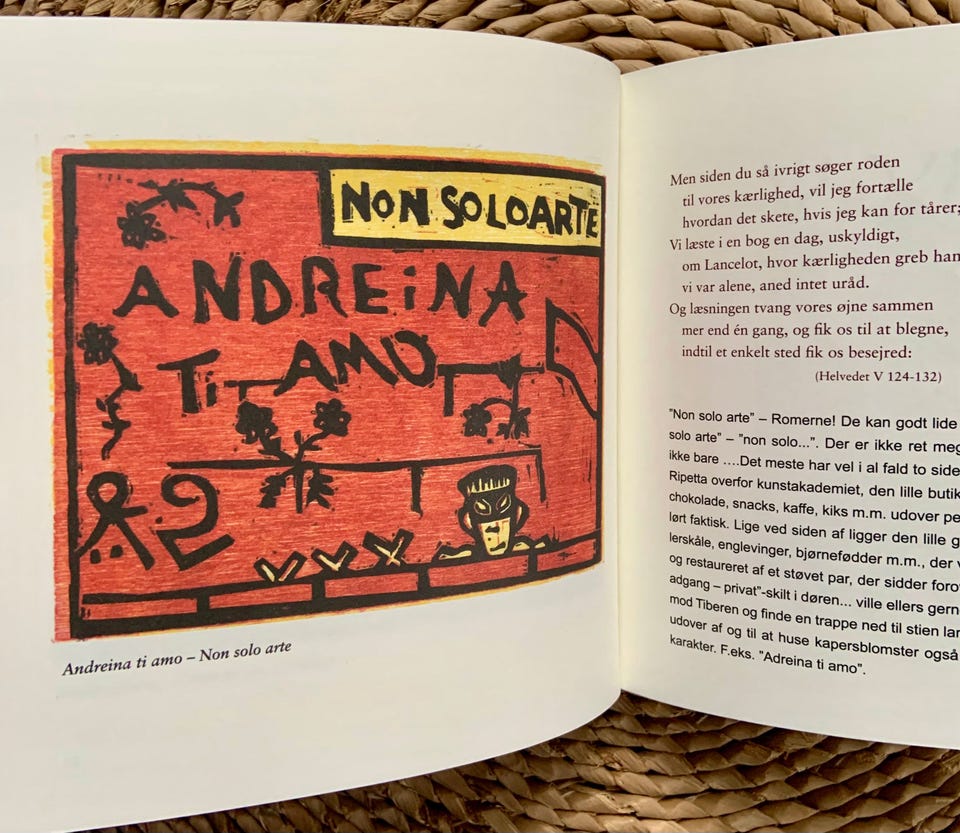 NON SOLOARTE
ANDREiNA
Ti AMO
Andreina ti amo – Non solo arte
Men siden du så ivrigt søger roden
til vores kærlighed, vil jeg fortælle
hvordan det skete, hvis jeg kan for tårer;
Vi læste i en bog en dag, uskyldigt,
om Lancelot, hvor kærligheden greb han
vi var alene, aned intet uråd.
Og læsningen tvang vores øjne sammen
mer end én gang, og fik os til at blegne,
indtil et enkelt sted fik os besejred:
(Helvedet V 124-132)
"Non solo arte" – Romerne! De kan godt lide
solo arte" – "non solo...". Der er ikke ret meg
ikke bare ....Det meste har vel i al fald to side
Ripetta overfor kunstakademiet, den lille butik
chokolade, snacks, kaffe, kiks m.m. udover pe
lørt faktisk. Lige ved siden af ligger den lille g
lerskåle, englevinger, bjørnefødder m.m., der v
og restaureret af et støvet par, der sidder foro
adgang – privat"-skilt i døren... ville ellers gern
mod Tiberen og finde en trappe ned til stien lan
udover af og til at huse kapersblomster også
karakter. F.eks. "Adreina ti amo".